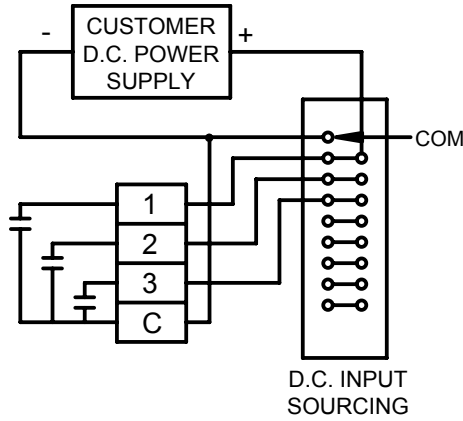 CUSTOMER
- D.C. POWER +
SUPPLY
COM
1
2
3
C
D.C. INPUT
SOURCING